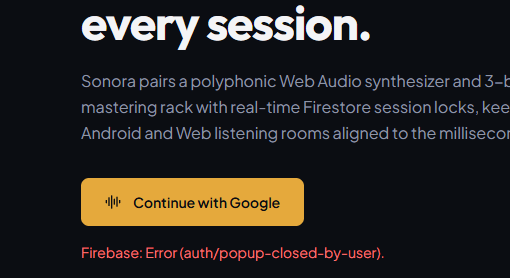 every session.
Sonora pairs a polyphonic Web Audio synthesizer and 3-b
mastering rack with real-time Firestore session locks, kee
Android and Web listening rooms aligned to the millisecon
Continue with Google
Firebase: Error (auth/popup-closed-by-user).